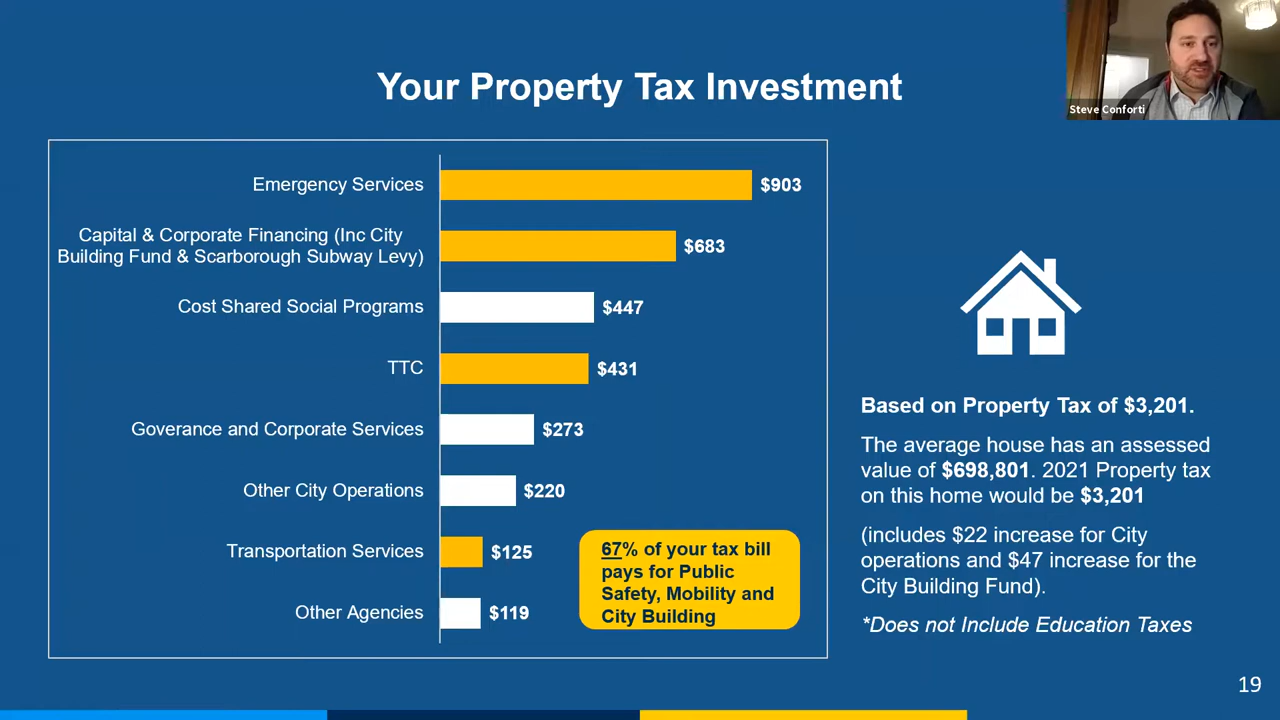 Steve Conforti
Your Property Tax Investment
Emergency Services
$903
Capital & Corporate Financing (Inc City
Building Fund & Scarborough Subway Levy)
$683
Cost Shared Social Programs
$447
TTC
$431
Goverance and Corporate Services
$273
Other City Operations
$220
Transportation Services
$125
Other Agencies
$119
67% of your tax bill
pays for Public
Safety, Mobility and
City Building
Based on Property Tax of $3,201.
The average house has an assessed
value of $698,801. 2021 Property tax
on this home would be $3,201
(includes $22 increase for City
operations and $47 increase for the
City Building Fund).
*Does not Include Education Taxes
19